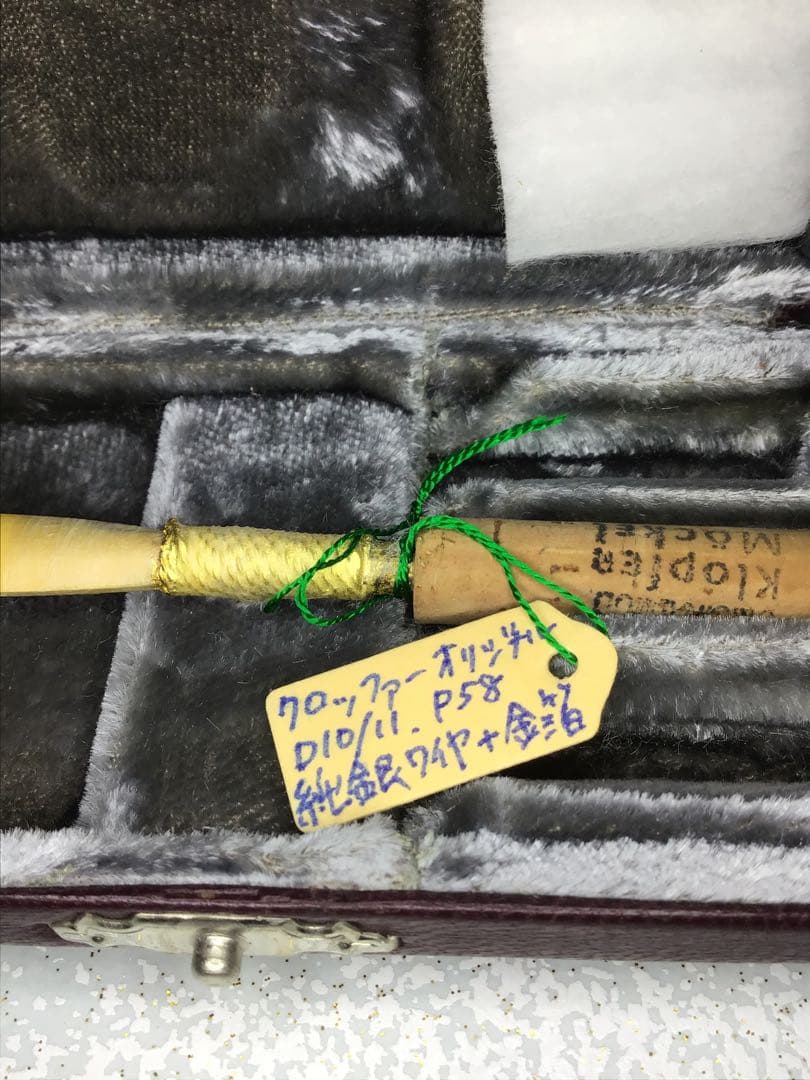 クロッファー オリジナル
D10/11. P58
純銀ワイヤ+金箔
Klopfer
Möckel